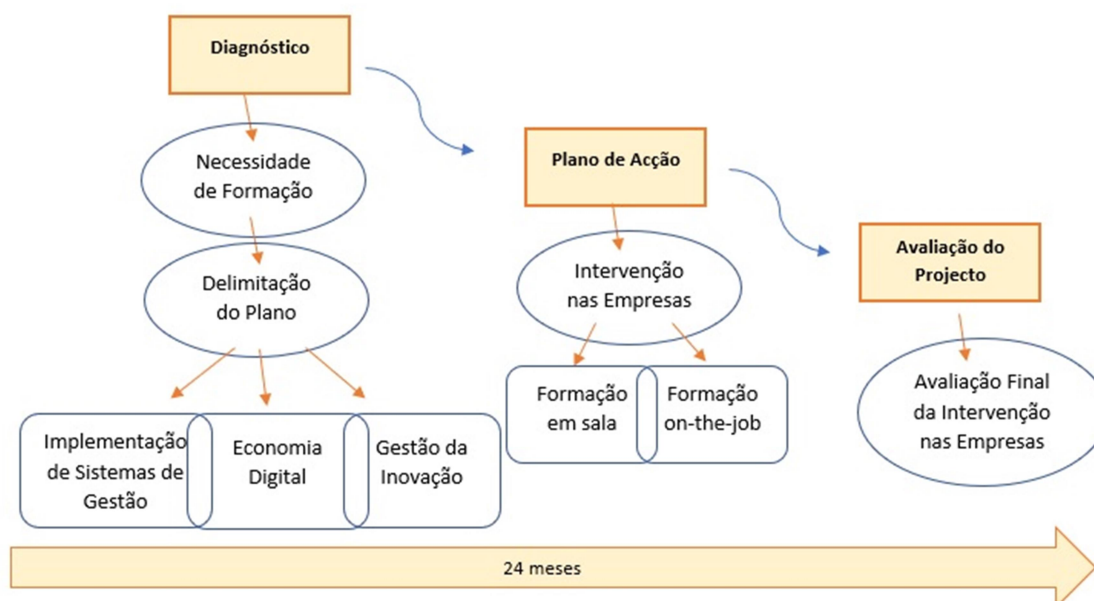 Diagnóstico
Necessidade
de Formação
Delimitação
do Plano
Implementação
de Sistemas de
Gestão
Economia
Digital
Gestão da
Inovação
Plano de Acção
Intervenção
nas Empresas
Formação
em sala
Formação
on-the-job
Avaliação do
Projecto
Avaliação Final
da Intervenção
nas Empresas
24 meses